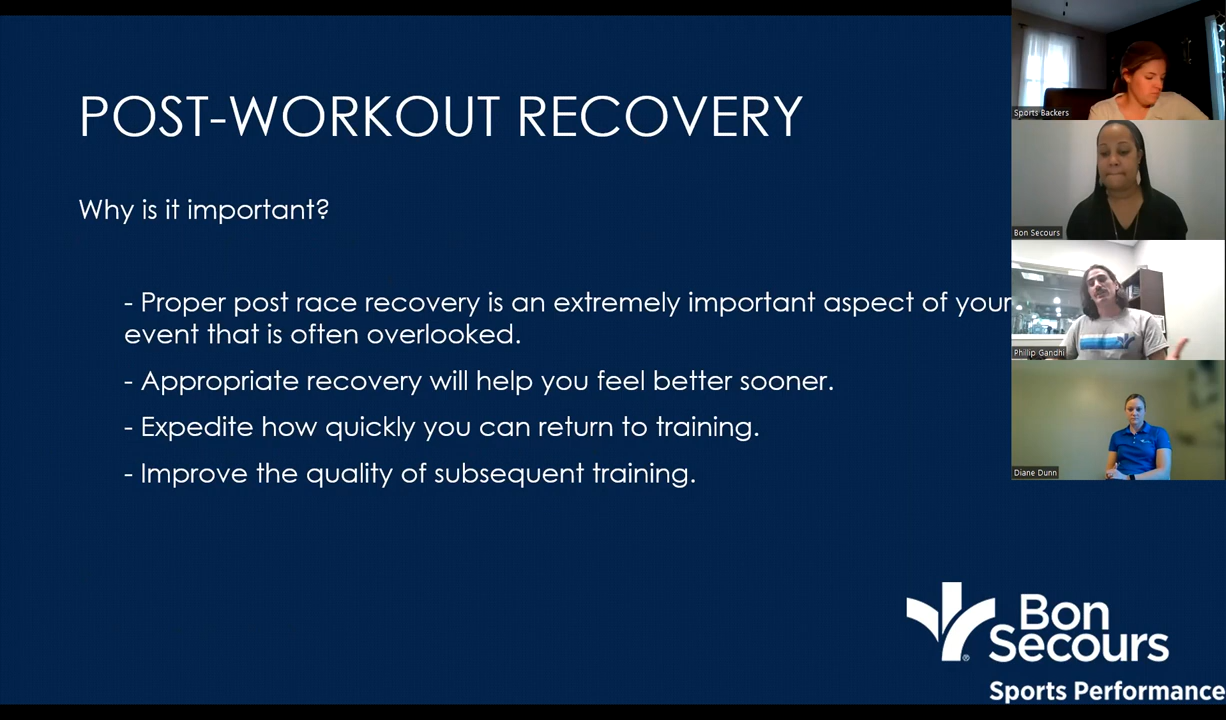 POST-WORKOUT RECOVERY
Why is it important?
- Proper post race recovery is an extremely important aspect of your
event that is often overlooked.
- Appropriate recovery will help you feel better sooner.
- Expedite how quickly you can return to training.
- Improve the quality of subsequent training.
Sports Backers
Bon Secours
Phillip Gandhi
Diane Dunn
Bon
Secours
®
Sports Performance